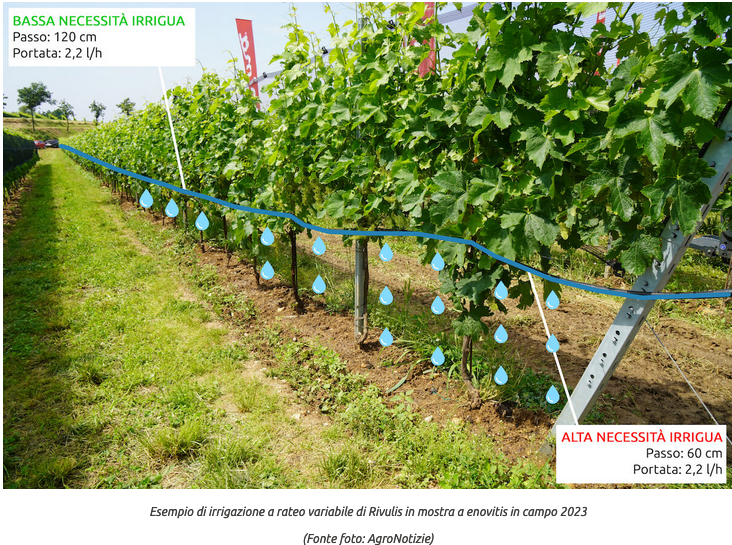 BASSA NECESSITÀ IRRIGUA
Passo: 120 cm
Portata: 2,2 l/h
ALTA NECESSITÀ IRRIGUA
Passo: 60 cm
Portata: 2,2 l/h
Esempio di irrigazione a rateo variabile di Rivulis in mostra a enovitis in campo 2023
(Fonte foto: AgroNotizie)